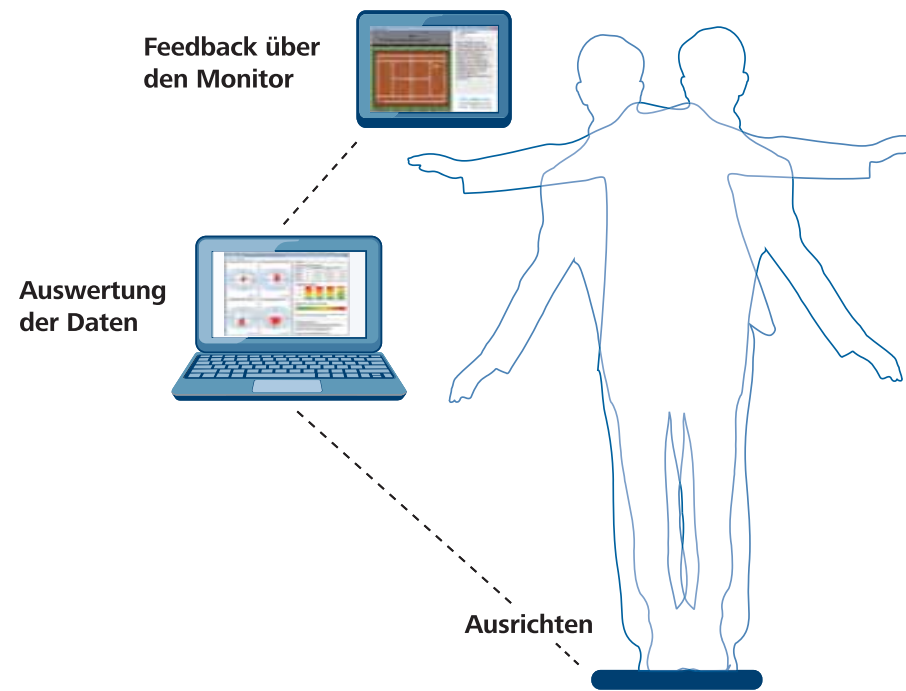 Feedback über
den Monitor
Auswertung
der Daten
Ausrichten